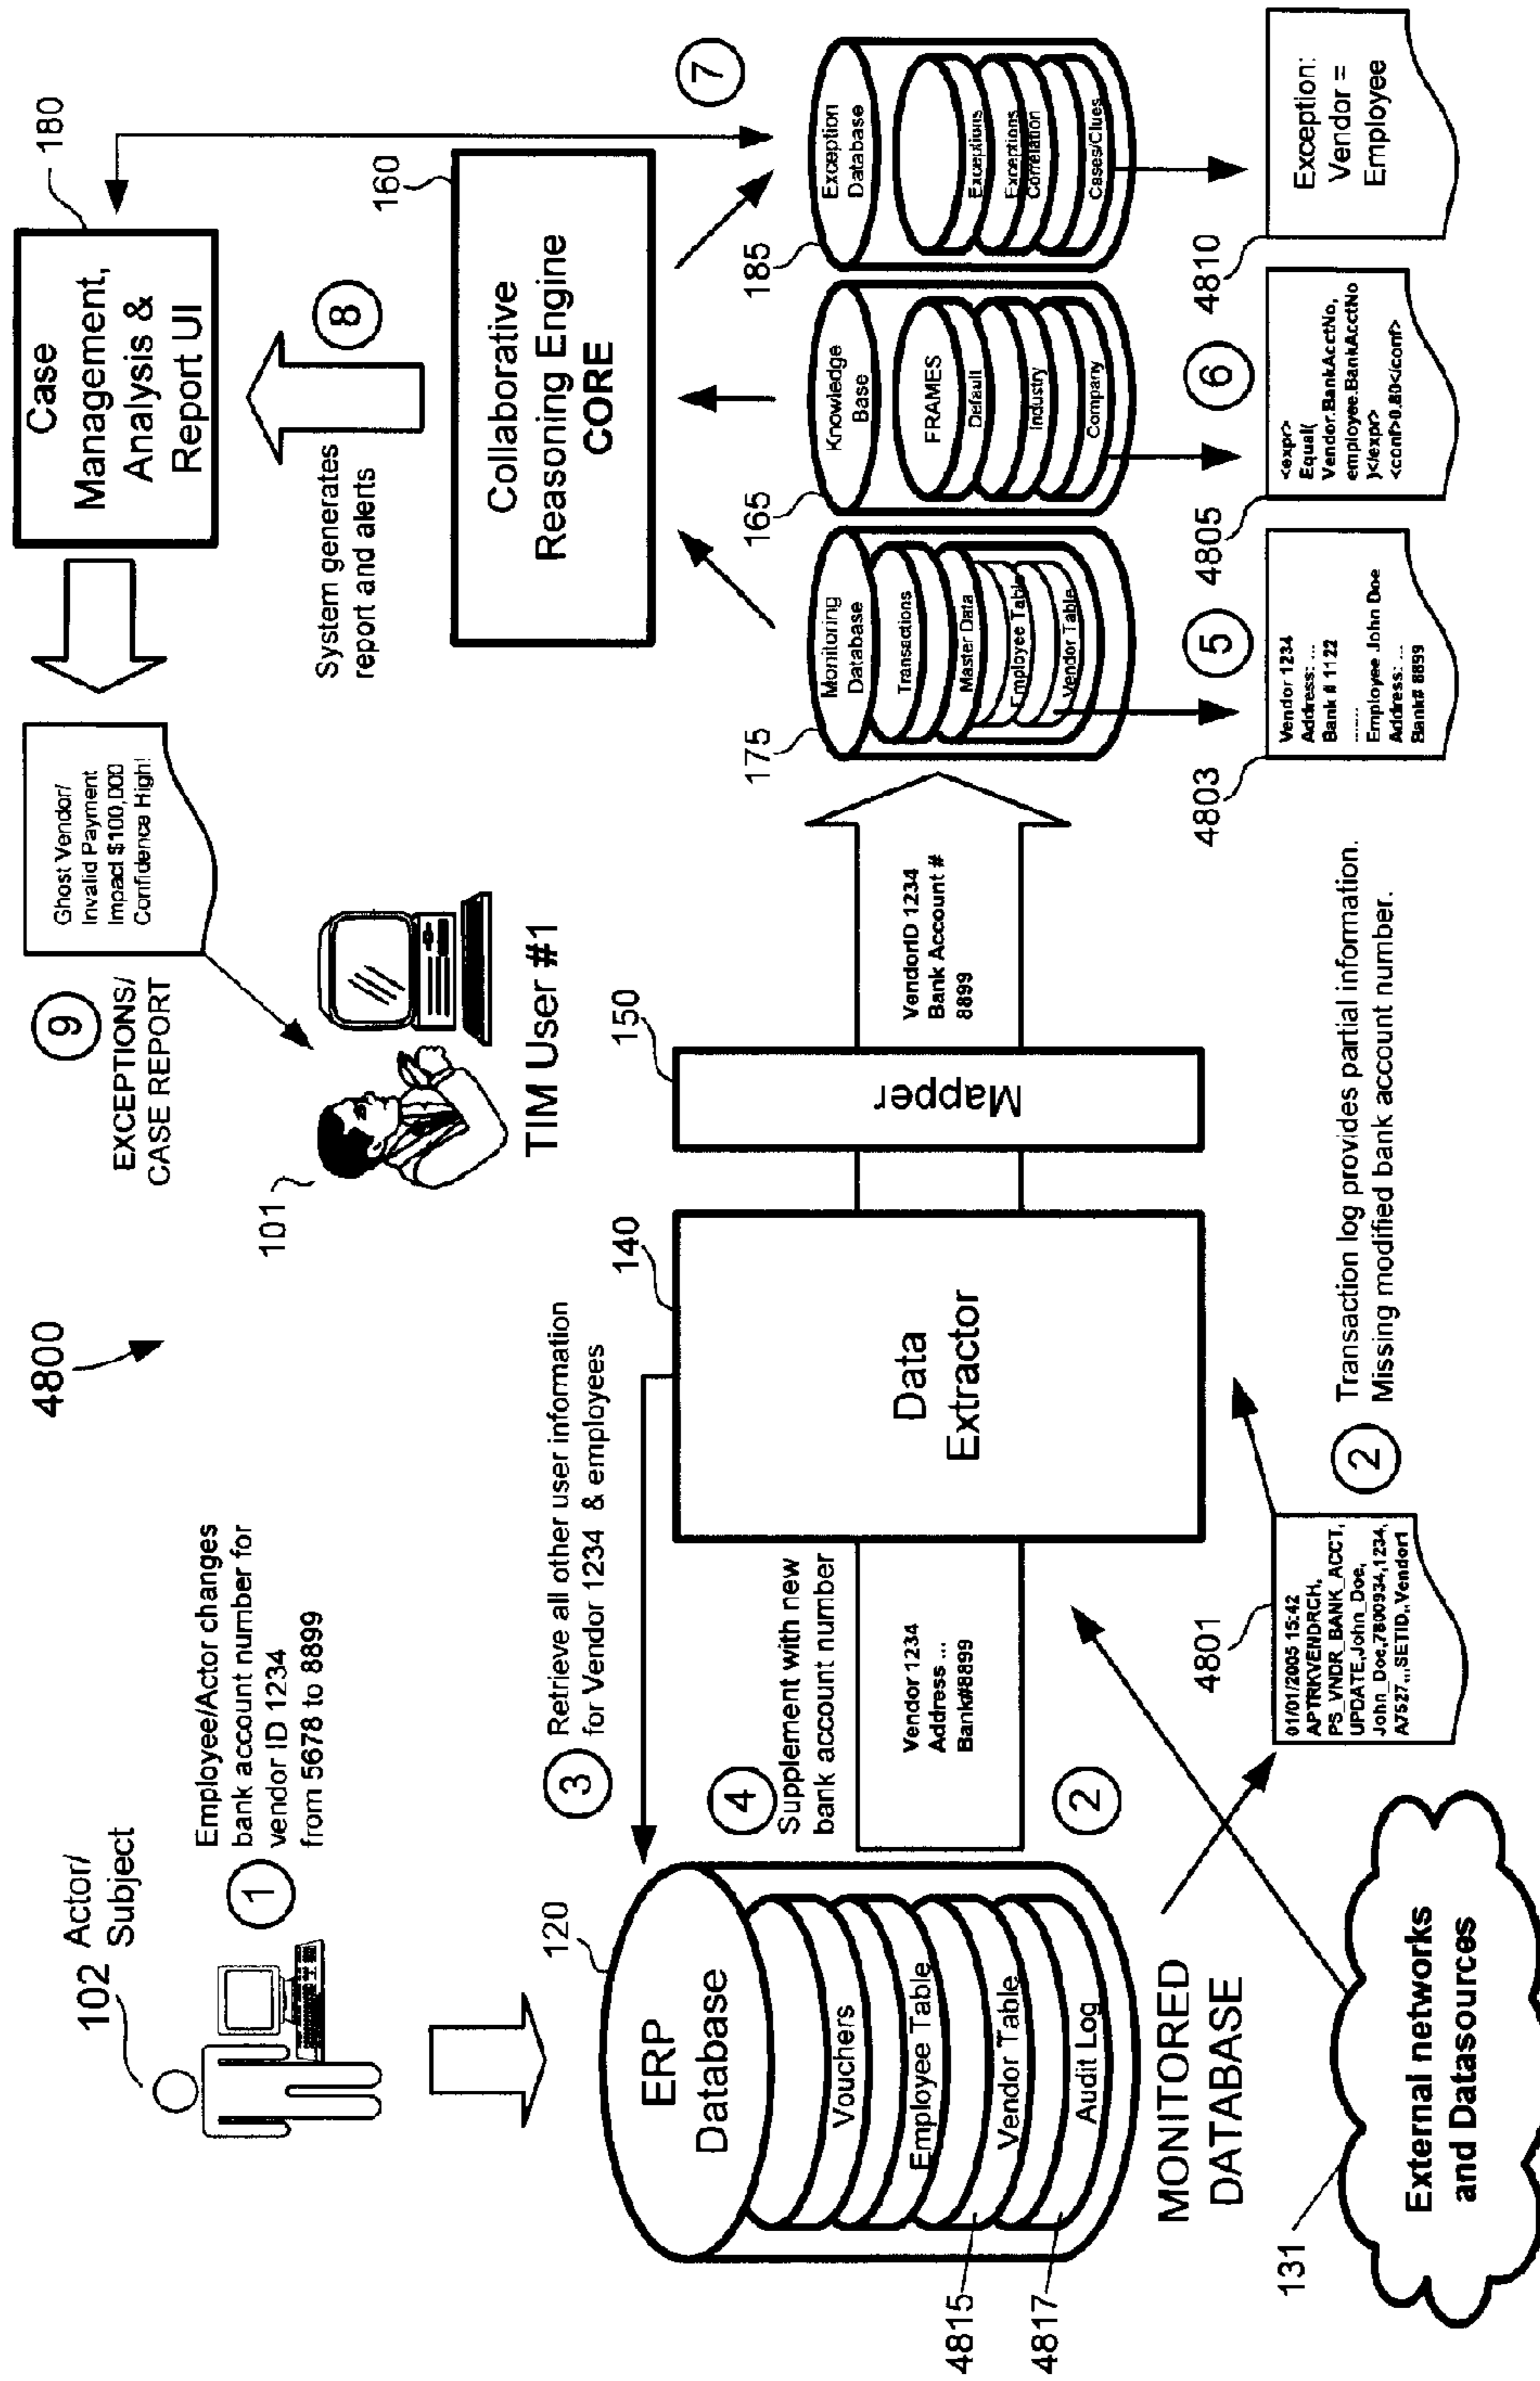 4800
102
Actor/
Subject
1
Employee/Actor changes
bank account number for
vendor ID 1234
from 5678 to 8899
120
ERP
Database
Vouchers
Employee Table
Vendor Table
Audit Log
4815
4817
MONITORED
DATABASE
131
External networks
and Datasources
3
Retrieve all other user information
for Vendor 1234 & employees
4
Supplement with new
bank account number
Vendor 1234
Address ...
Bank#8899
2
4801
01/01/2005 15:42
APTRKVENDRCH,
PS_VNDR_BANK_ACCT,
UPDATE,John_Doe,
John_Doe,7800934,1234,
A7527,,,SETID,,Vendor1
2
Transaction log provides partial information.
Missing modified bank account number.
140
Data
Extractor
150
Mapper
VendorID 1234
Bank Account #
8899
9
EXCEPTIONS/
CASE REPORT
101
TIM User #1
Ghost Vendor/
Invalid Payment
Impact $100,000
Confidence High!
180
Case
Management,
Analysis &
Report UI
8
System generates
report and alerts
160
Collaborative
Reasoning Engine
CORE
7
175
Monitoring
Database
Transactions
Master Data
Employee Table
Vendor Table
165
Knowledge
Base
FRAMES
Default
Industry
Company
185
Exception
Database
Exceptions
Exceptions
Correlation
Cases/Clues
5
4803
Vendor 1234
Address: ...
Bank # 1122
......
Employee John Doe
Address: ...
Bank# 8899
6
4805
<expr>
Equal(
Vendor.BankAcctNo,
employee.BankAcctNo
)</expr>
<conf>0.80</conf>
4810
Exception:
Vendor =
Employee